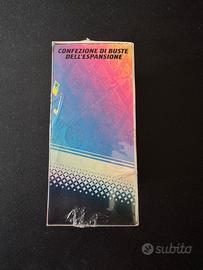 CONFEZIONE DI BUSTE
DELL'ESPANSIONE
subito